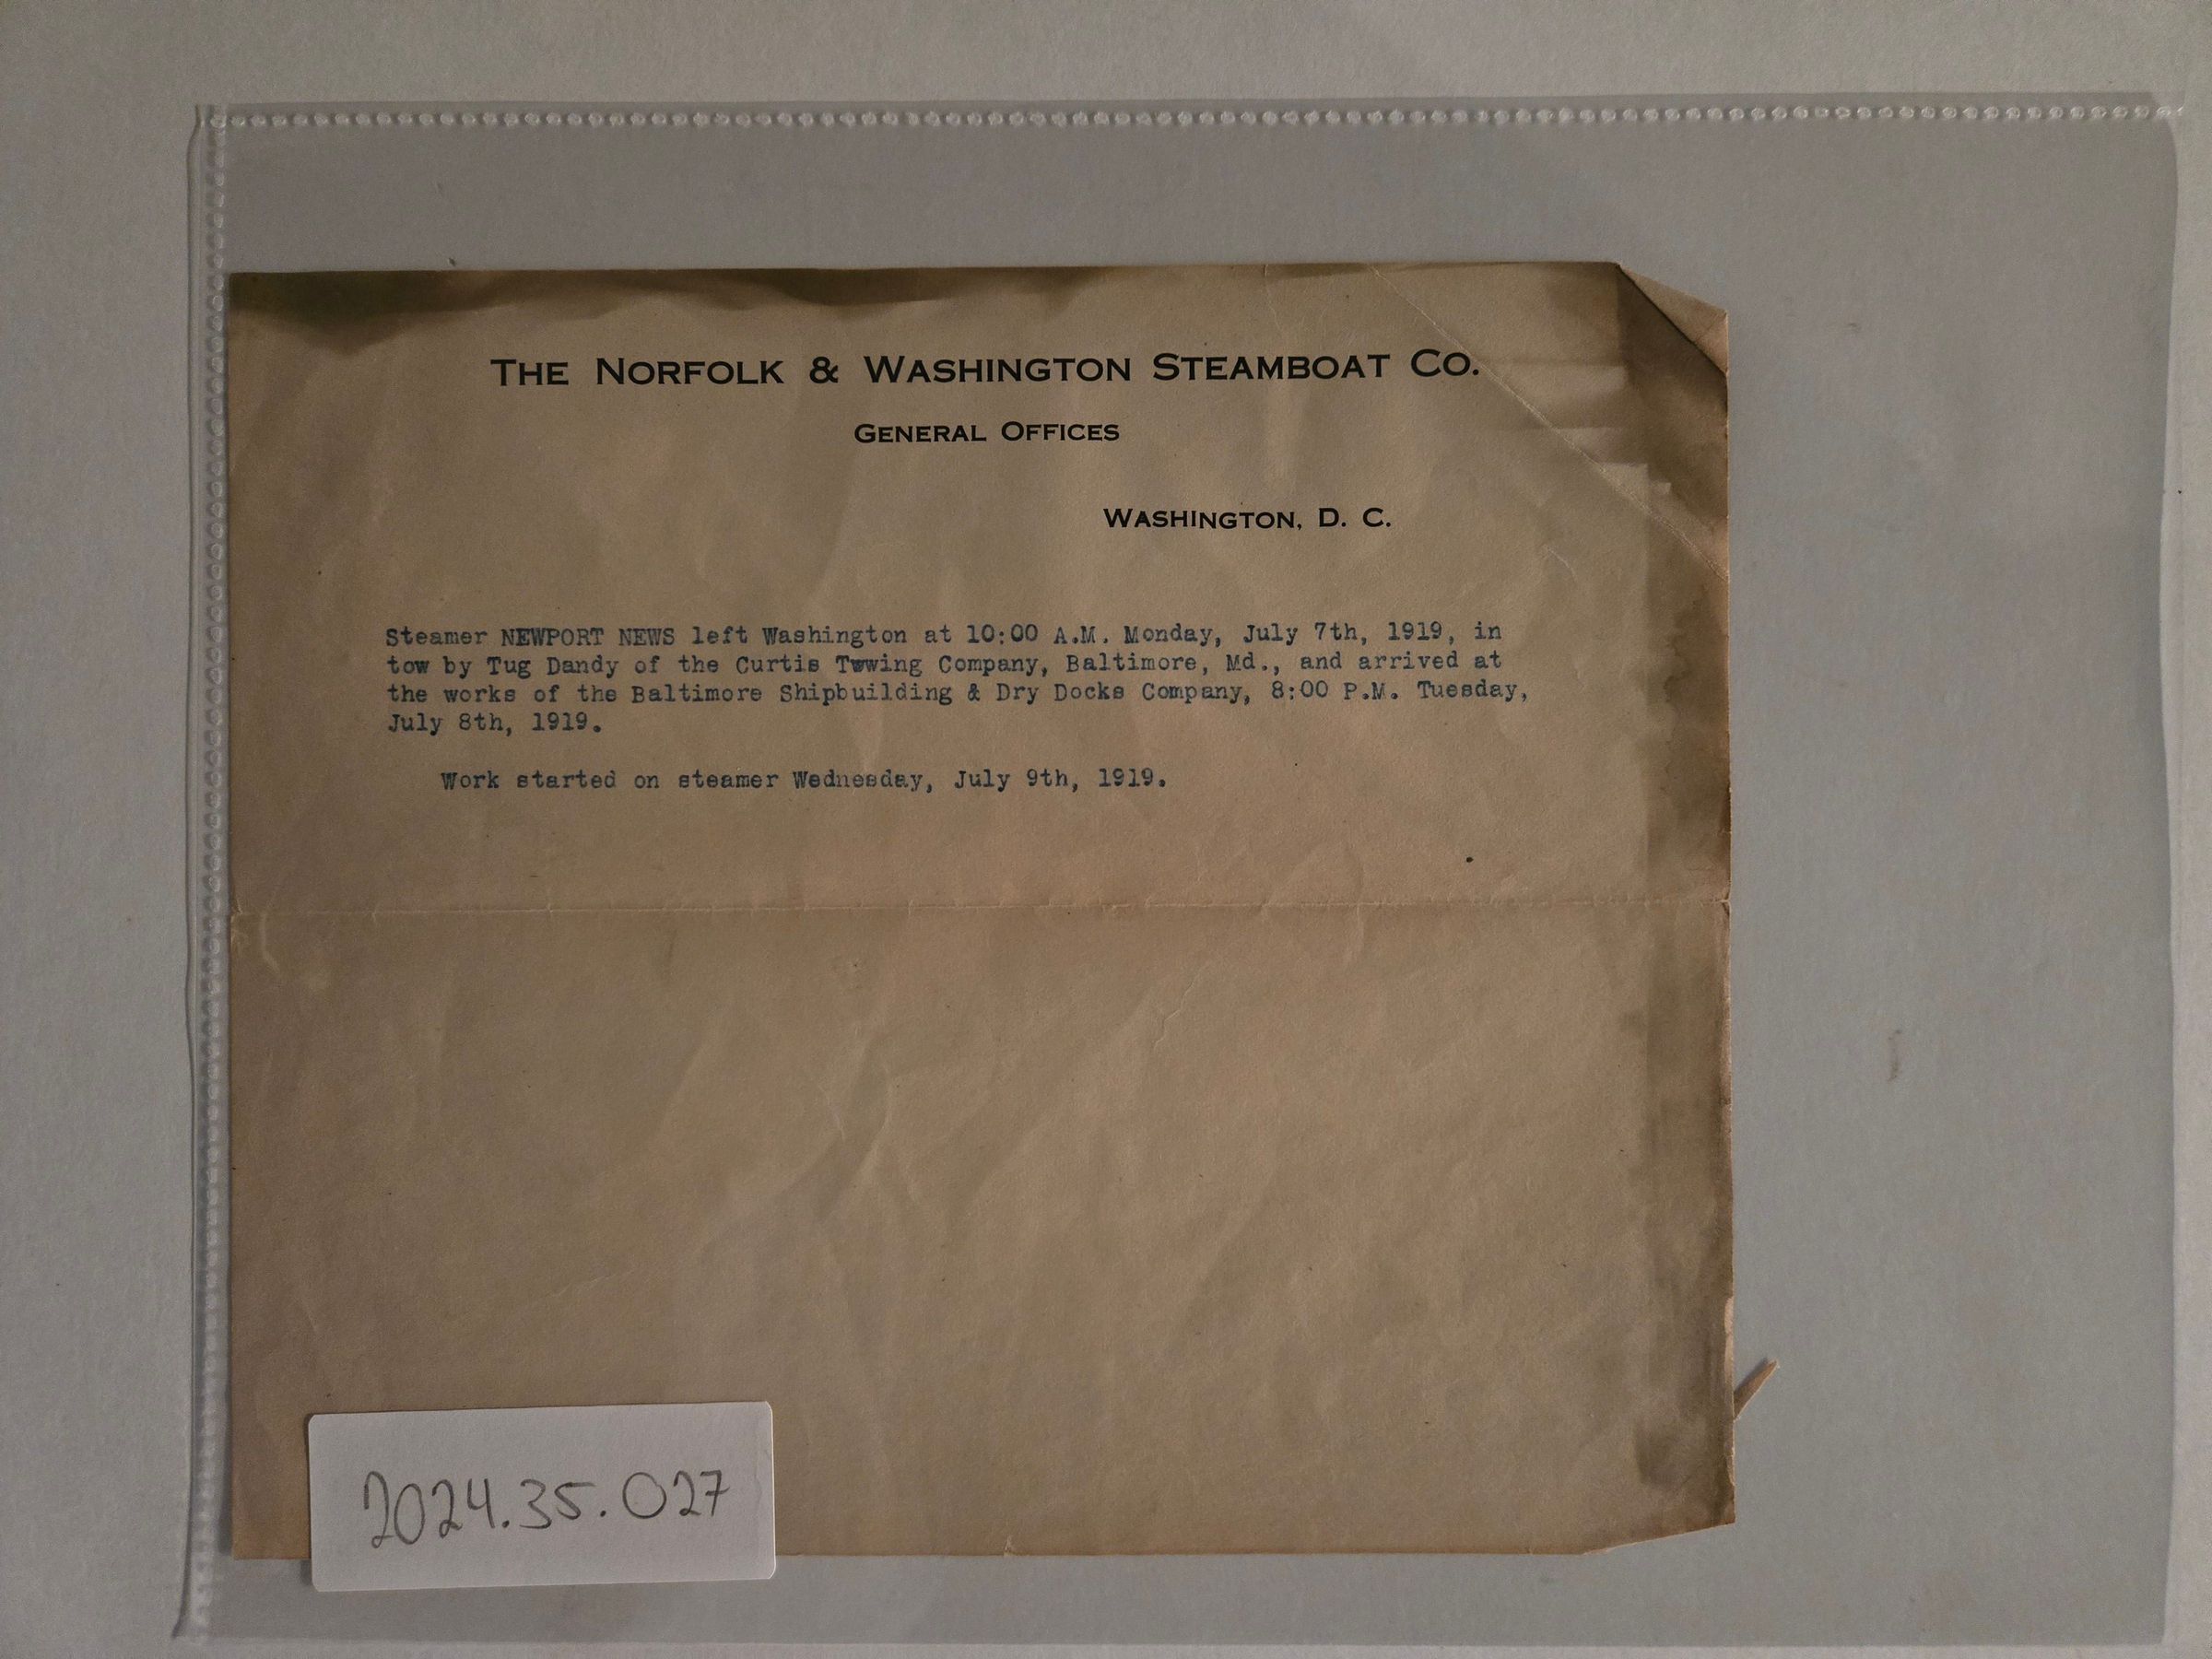 THE NORFOLK & WASHINGTON STEAMBOAT CO.
GENERAL OFFICES
WASHINGTON, D. C.
Steamer NEWPORT NEWS left Washington at 10:00 A.M. Monday, July 7th, 1919, in
tow by Tug Dandy of the Curtis Twwing Company, Baltimore, Md., and arrived at
the works of the Baltimore Shipbuilding & Dry Docks Company, 8:00 P.M. Tuesday,
July 8th, 1919.
Work started on steamer Wednesday, July 9th, 1919.
2024.35.027